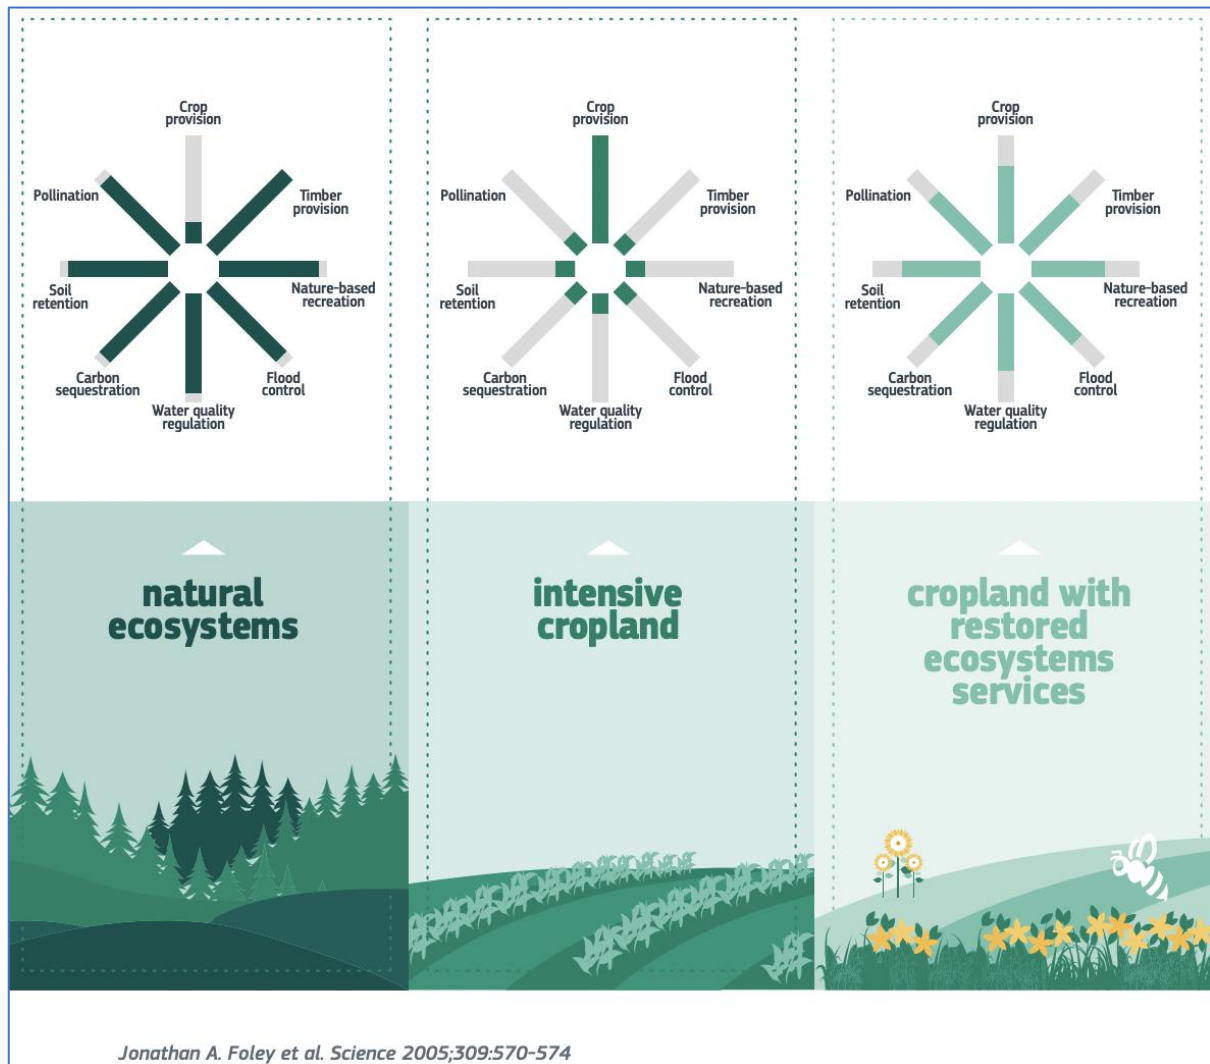 Crop
provision
Pollination
Timber
provision
Soil
retention
Nature-based
recreation
Carbon
sequestration
Flood
control
Water quality
regulation
Crop
provision
Pollination
Timber
provision
Soil
retention
Nature-based
recreation
Carbon
sequestration
Flood
control
Water quality
regulation
Crop
provision
Pollination
Timber
provision
Soil
retention
Nature-based
recreation
Carbon
sequestration
Flood
control
Water quality
regulation
natural
ecosystems
intensive
cropland
cropland with
restored
ecosystems
services
Jonathan A. Foley et al. Science 2005;309:570-574